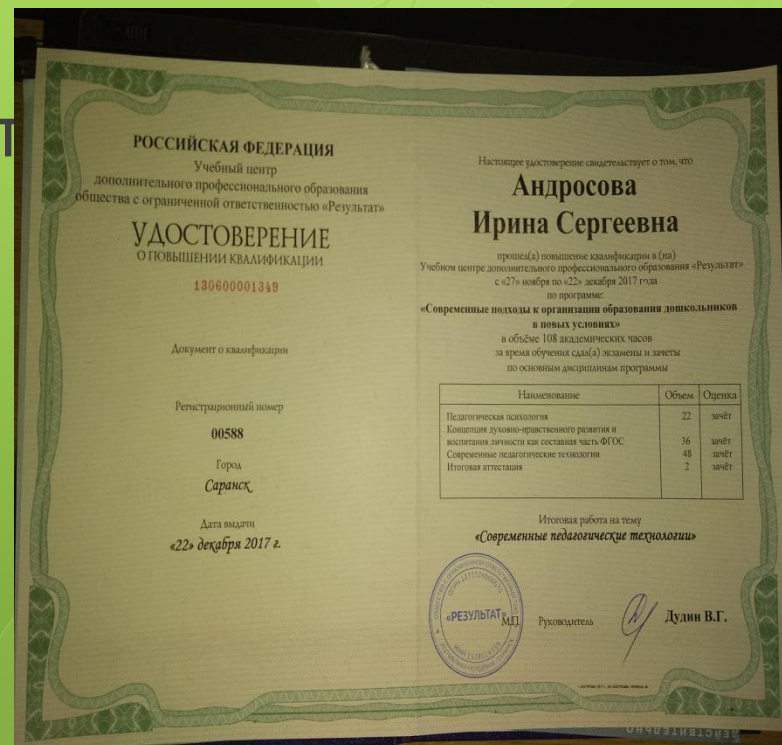 Т
РОССИЙСКАЯ ФЕДЕРАЦИЯ
Учебный центр
дополнительного профессионального образования
общества с ограниченной ответственностью «Результат»
УДОСТОВЕРЕНИЕ
О ПОВЫШЕНИИ КВАЛИФИКАЦИИ
130600001349
Документ о квалификации
Регистрационный номер
00588
Город
Саранск
Дата выдачи
«22» декабря 2017 г.
Настоящее удостоверение свидетельствует о том, что
Андросова
Ирина Сергеевна
прошел(а) повышение квалификации в (на)
Учебном центре дополнительного профессионального образования «Результат»
с «27» ноября по «22» декабря 2017 года
по программе:
«Современные подходы к организации образования дошкольников
в новых условиях»
в объёме 108 академических часов
за время обучения сдал(а) экзамены и зачеты
по основным дисциплинам программы
Наименование Объем Оценка
Педагогическая психология 22 зачёт
Концепция духовно-нравственного развития и
воспитания личности как составная часть ФГОС 36 зачёт
Современные педагогические технологии 48 зачёт
Итоговая аттестация 2 зачёт
Итоговая работа на тему
«Современные педагогические технологии»
«РЕЗУЛЬТАТ»
М.П. Руководитель Дудин В.Г.
ДЕЙСТВИТЕЛЬНО